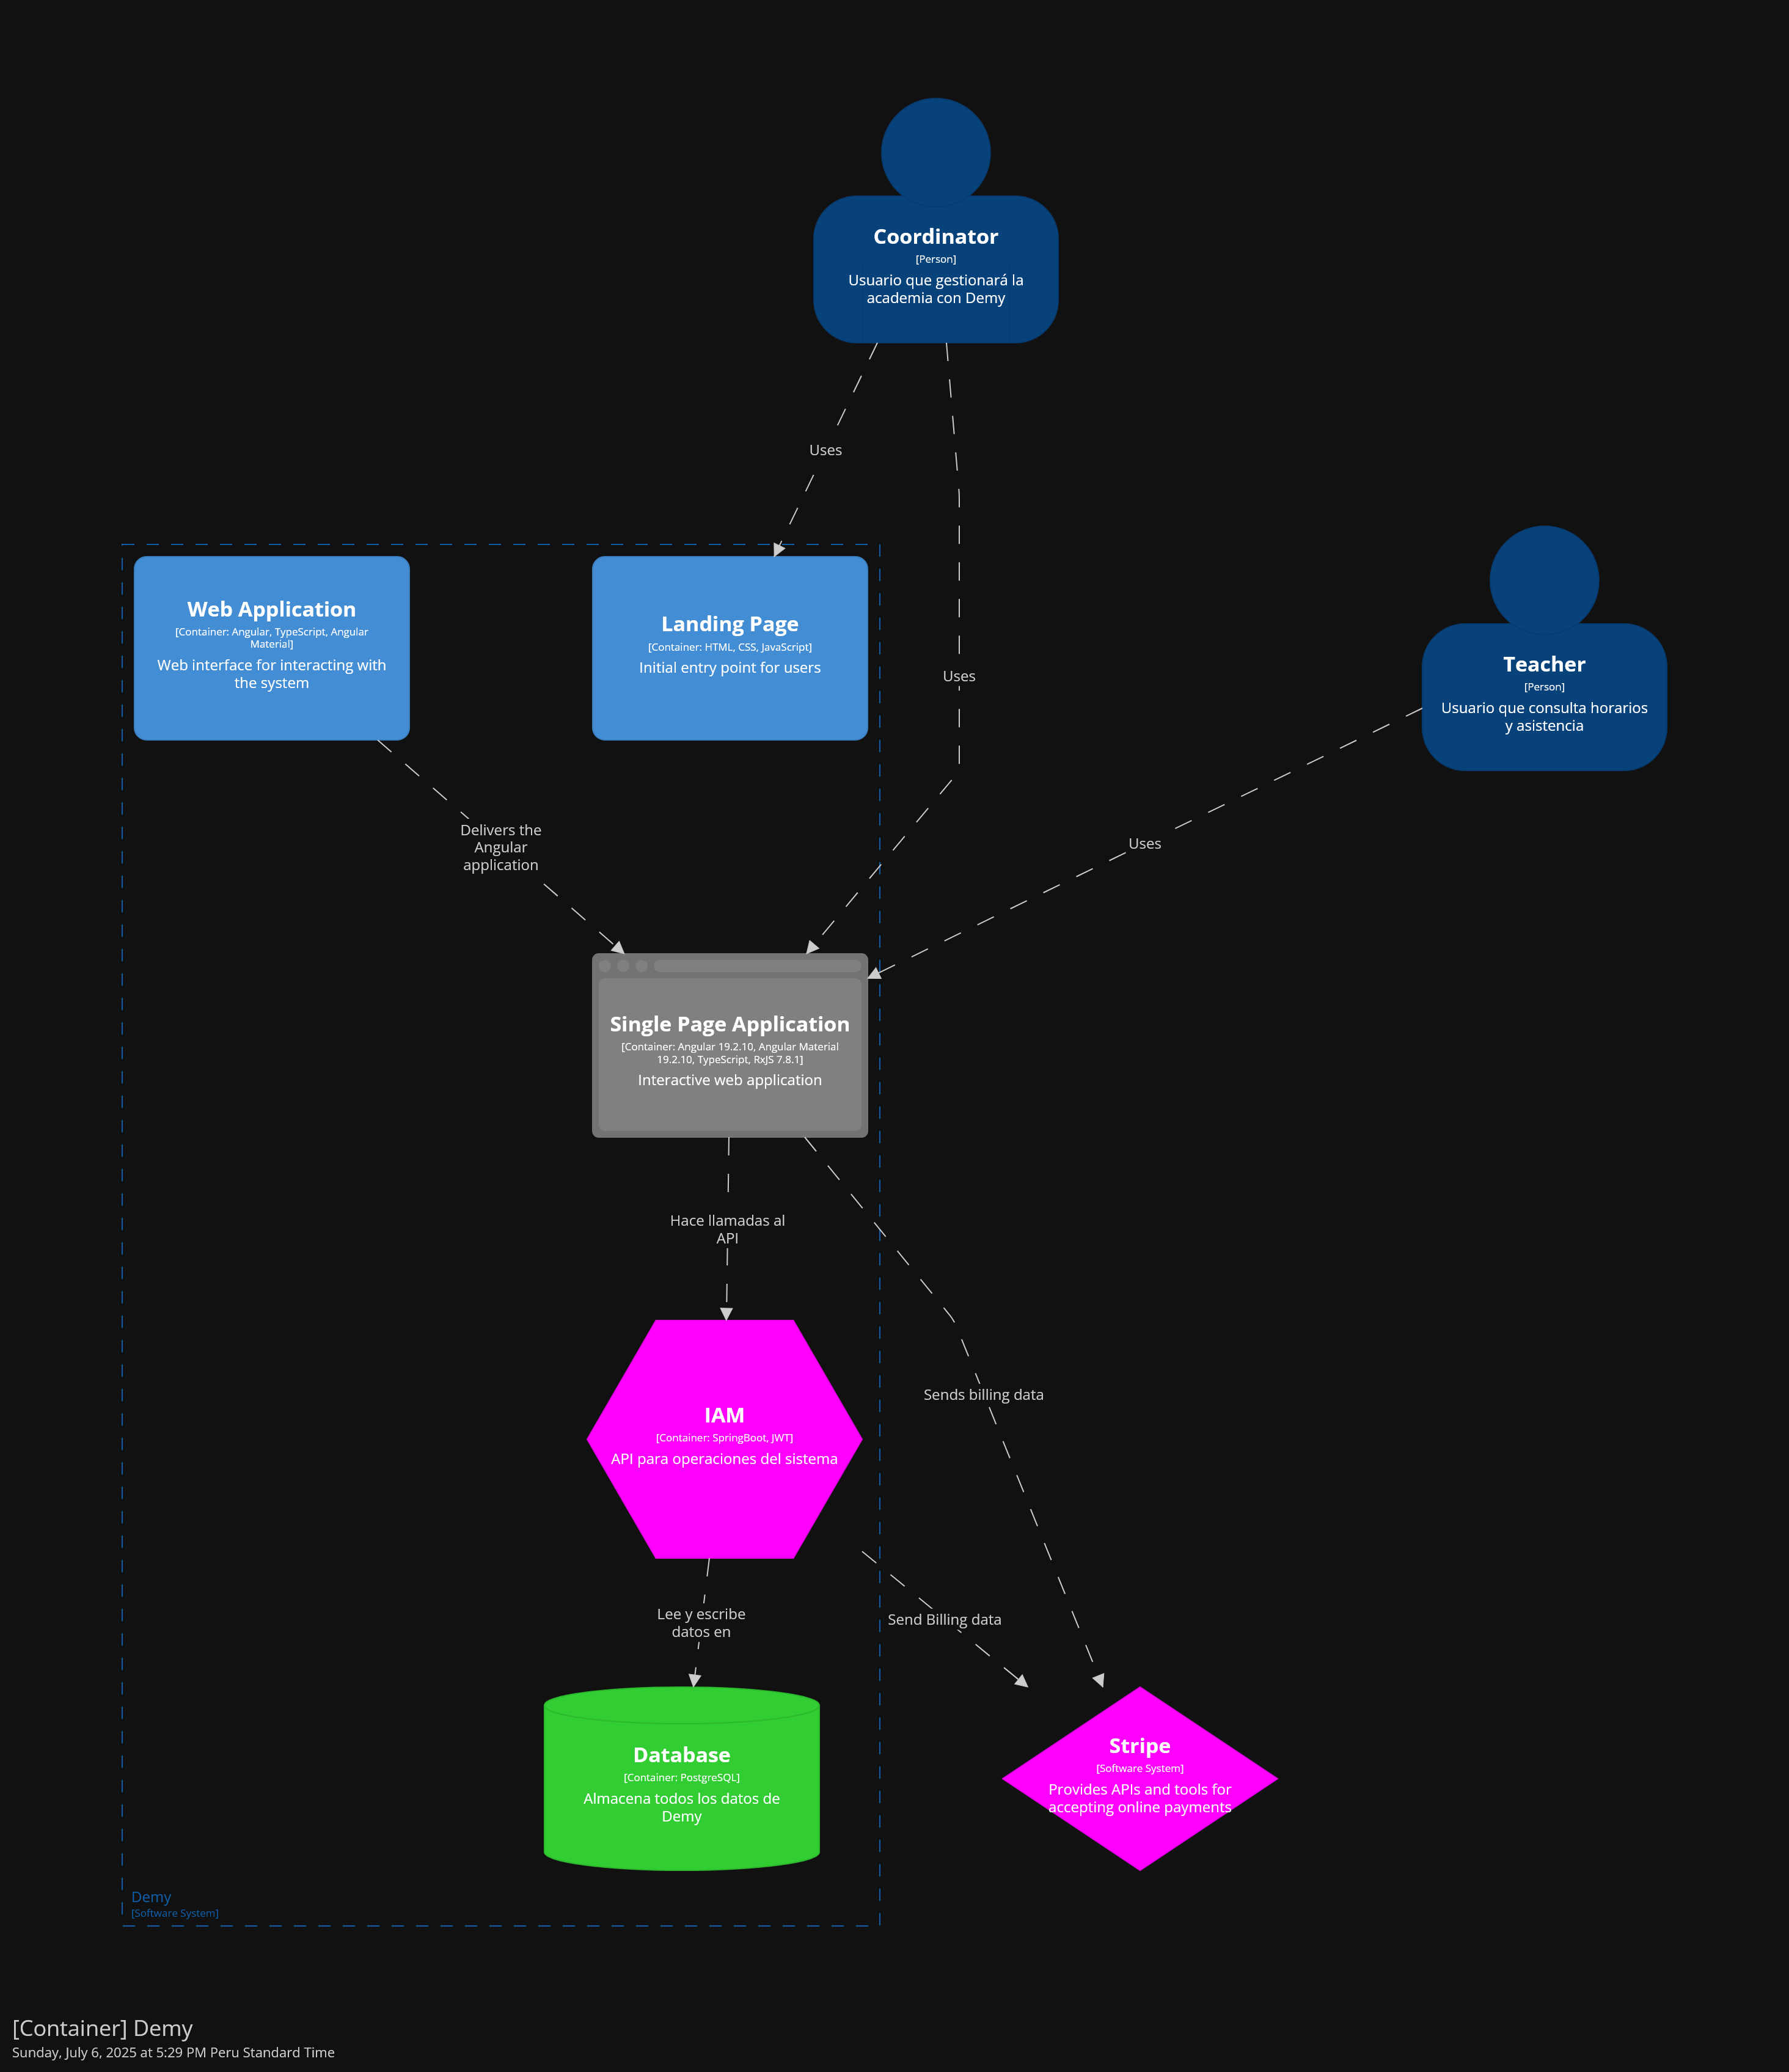 Coordinator
[Person]
Usuario que gestionará la
academia con Demy
Uses
Web Application
[Container: Angular, TypeScript, Angular
Material]
Web interface for interacting with
the system
Landing Page
[Container: HTML, CSS, JavaScript]
Initial entry point for users
Uses
Teacher
[Person]
Usuario que consulta horarios
y asistencia
Delivers the
Angular
application
Uses
Single Page Application
[Container: Angular 19.2.10, Angular Material
19.2.10, TypeScript, RxJS 7.8.1]
Interactive web application
Hace llamadas al
API
Sends billing data
IAM
[Container: SpringBoot, JWT]
API para operaciones del sistema
Lee y escribe
datos en
Send Billing data
Database
[Container: PostgreSQL]
Almacena todos los datos de
Demy
Stripe
[Software System]
Provides APIs and tools for
accepting online payments
Demy
[Software System]
[Container] Demy
Sunday, July 6, 2025 at 5:29 PM Peru Standard Time